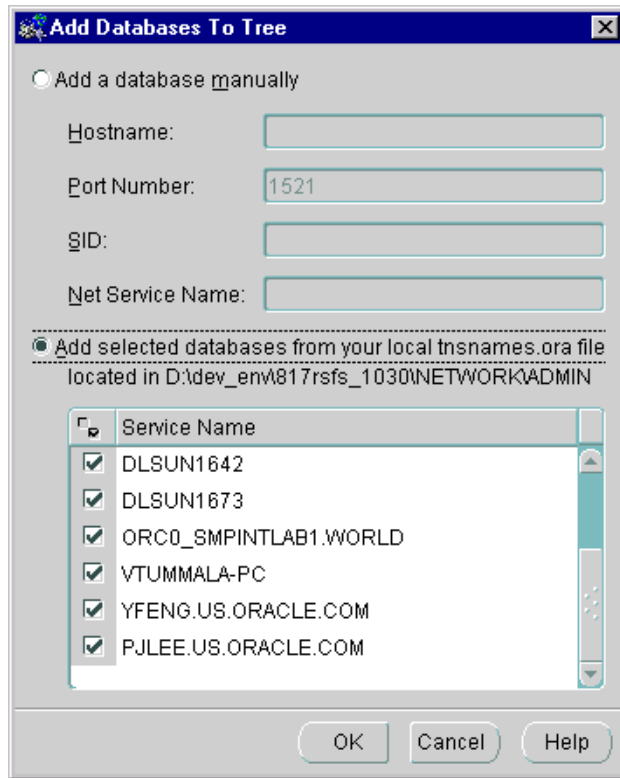 Add Databases To Tree
Add a database manually
Hostname:
Port Number:
1521
SID:
Net Service Name:
Add selected databases from your local tnsnames.ora file
located in D:\dev_env\817rsfs_1030\NETWORK\ADMIN
Service Name
DLSUN1642
DLSUN1673
ORC0_SMPINTLAB1.WORLD
VTUMMALA-PC
YFENG.US.ORACLE.COM
PJLEE.US.ORACLE.COM
OK
Cancel
Help